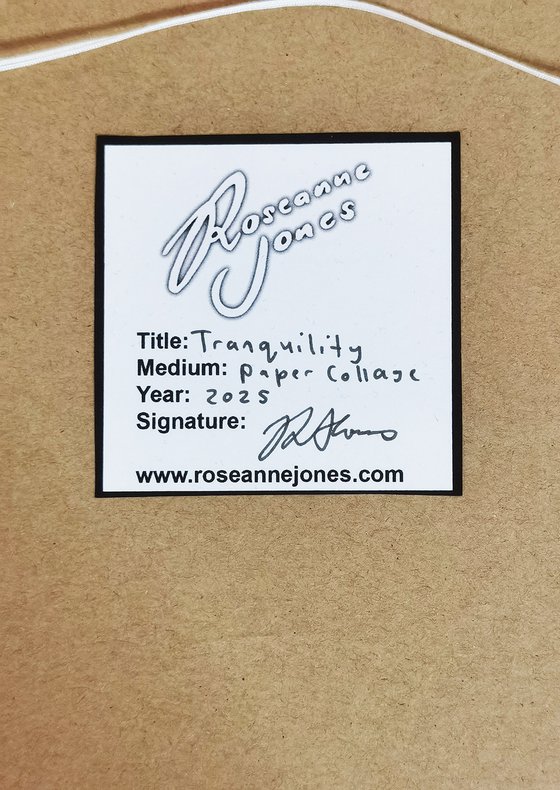 Roseanne
Jones
Title: Tranquility
Medium: paper Collage
Year: 2025
Signature:
www.roseannejones.com